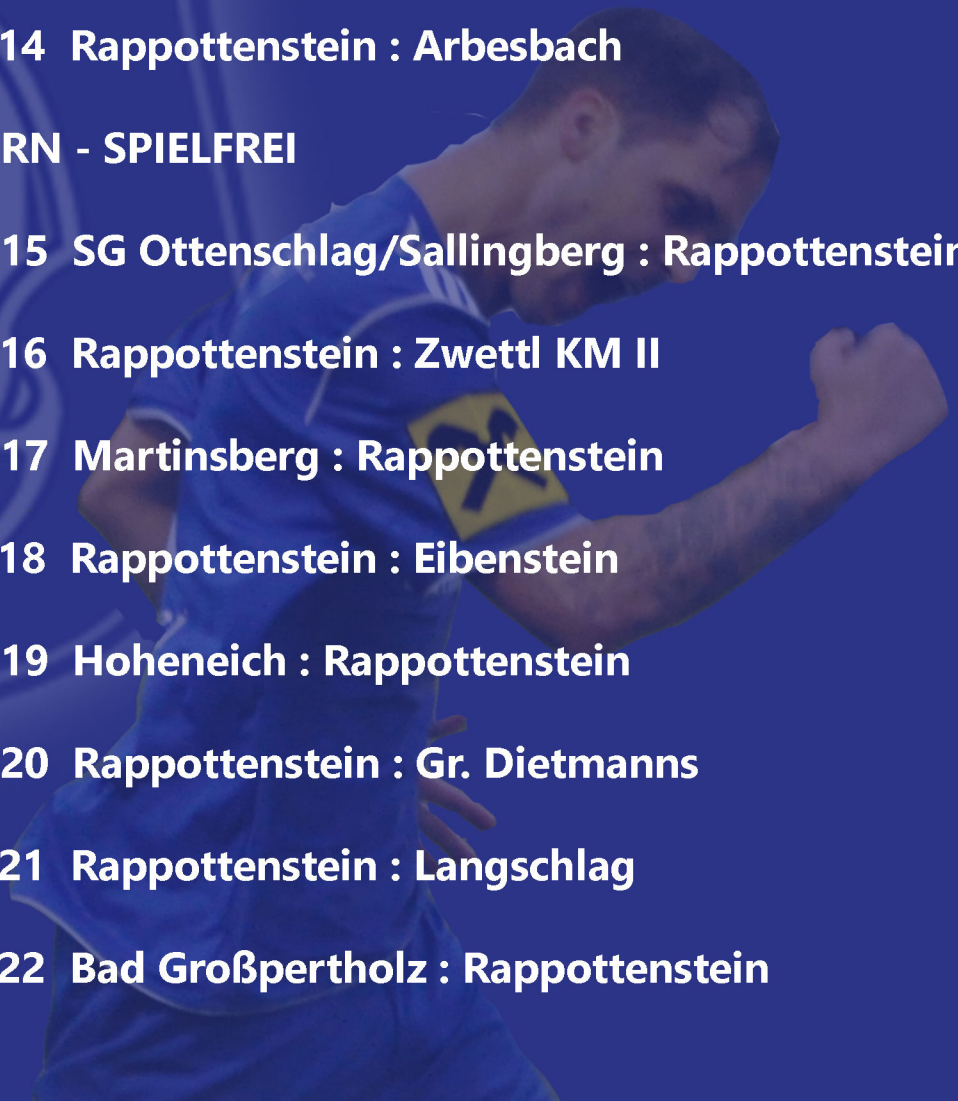 14 Rappottenstein : Arbesbach
RN - SPIELFREI
15 SG Ottenschlag/Sallingberg : Rappottenstein
16 Rappottenstein : Zwettl KM II
17 Martinsberg : Rappottenstein
18 Rappottenstein : Eibenstein
19 Hoheneich : Rappottenstein
20 Rappottenstein : Gr. Dietmanns
21 Rappottenstein : Langschlag
22 Bad Großpertholz : Rappottenstein